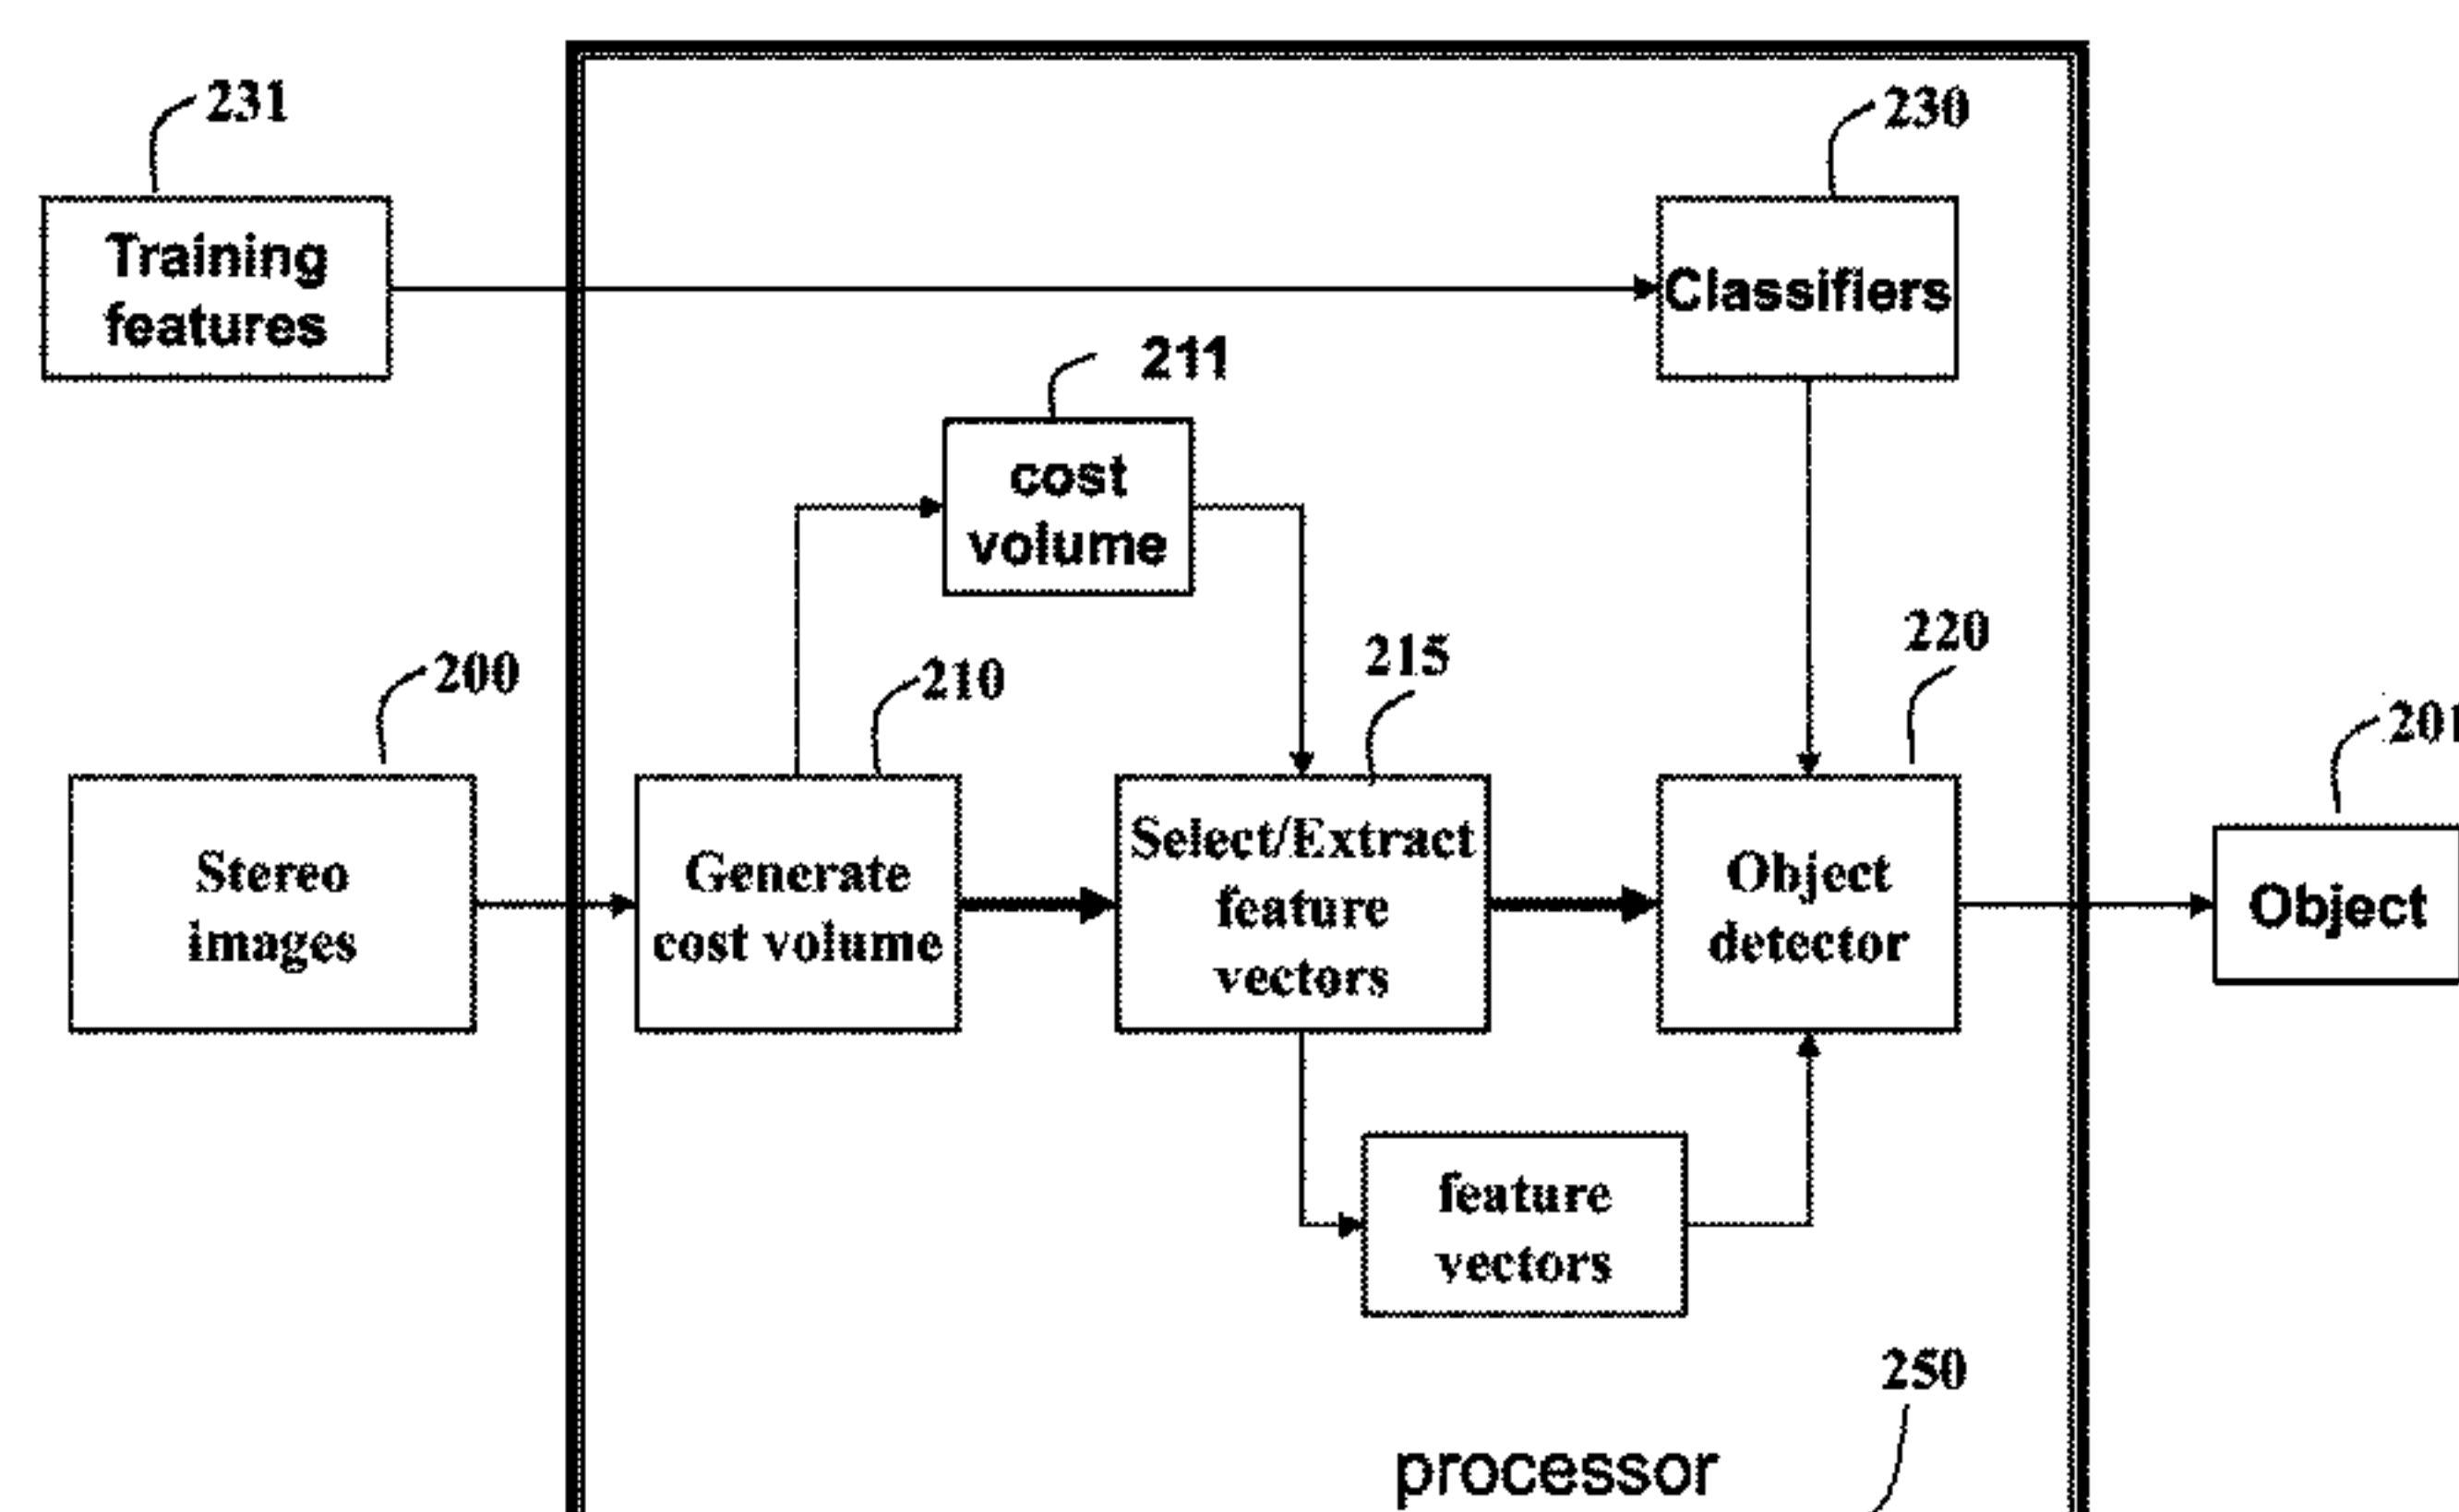 231
230
Training
features
Classifiers
211
cost
volume
200
210
215
220
201
Stereo
images
Generate
cost volume
Select/Extract
feature
vectors
Object
detector
Object
feature
vectors
250
processor